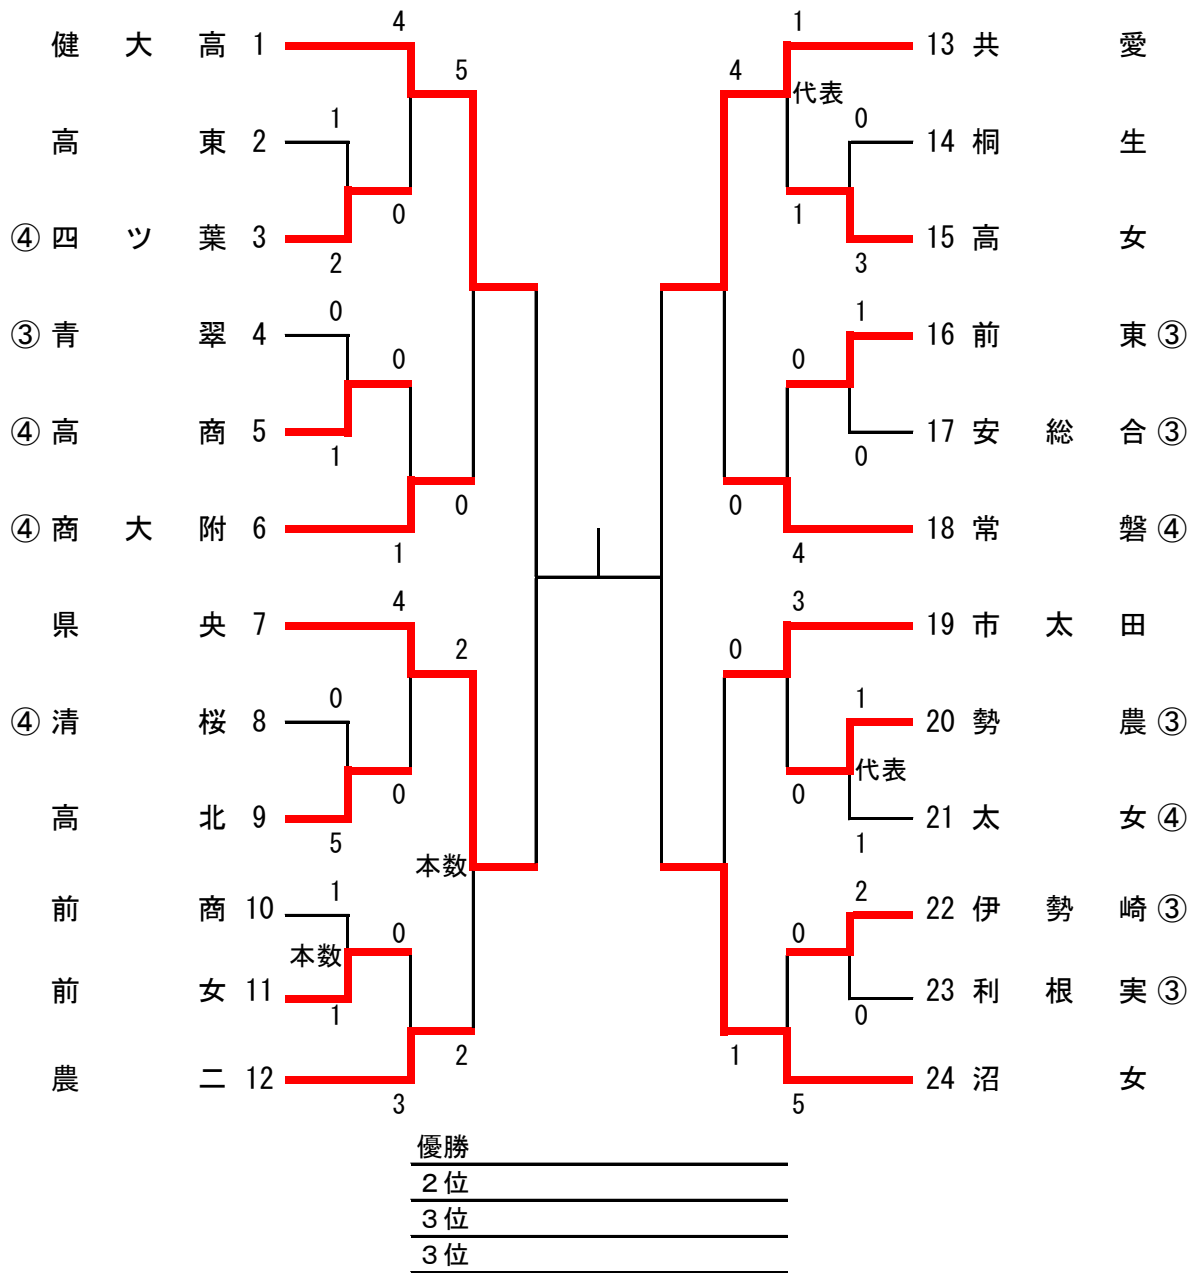 4
1
健大高 1
13 共愛
5
4
代表
1
0
高東 2
14 桐生
0
1
④ 四ツ葉 3
15 高女
2
3
0
1
③ 青翠 4
16 前東 ③
0
0
④ 高商 5
17 安総合 ③
1
0
0
0
④ 商大附 6
18 常磐 ④
1
4
4
3
県央 7
19 市太田
2
0
0
1
④ 清桜 8
20 勢農 ③
代表
0
0
高北 9
21 太女 ④
5
1
本数
1
2
前商 10
22 伊勢崎 ③
0
0
本数
前女 11
23 利根実 ③
1
0
2
1
農二 12
24 沼女
3
5
優勝
２位
３位
３位